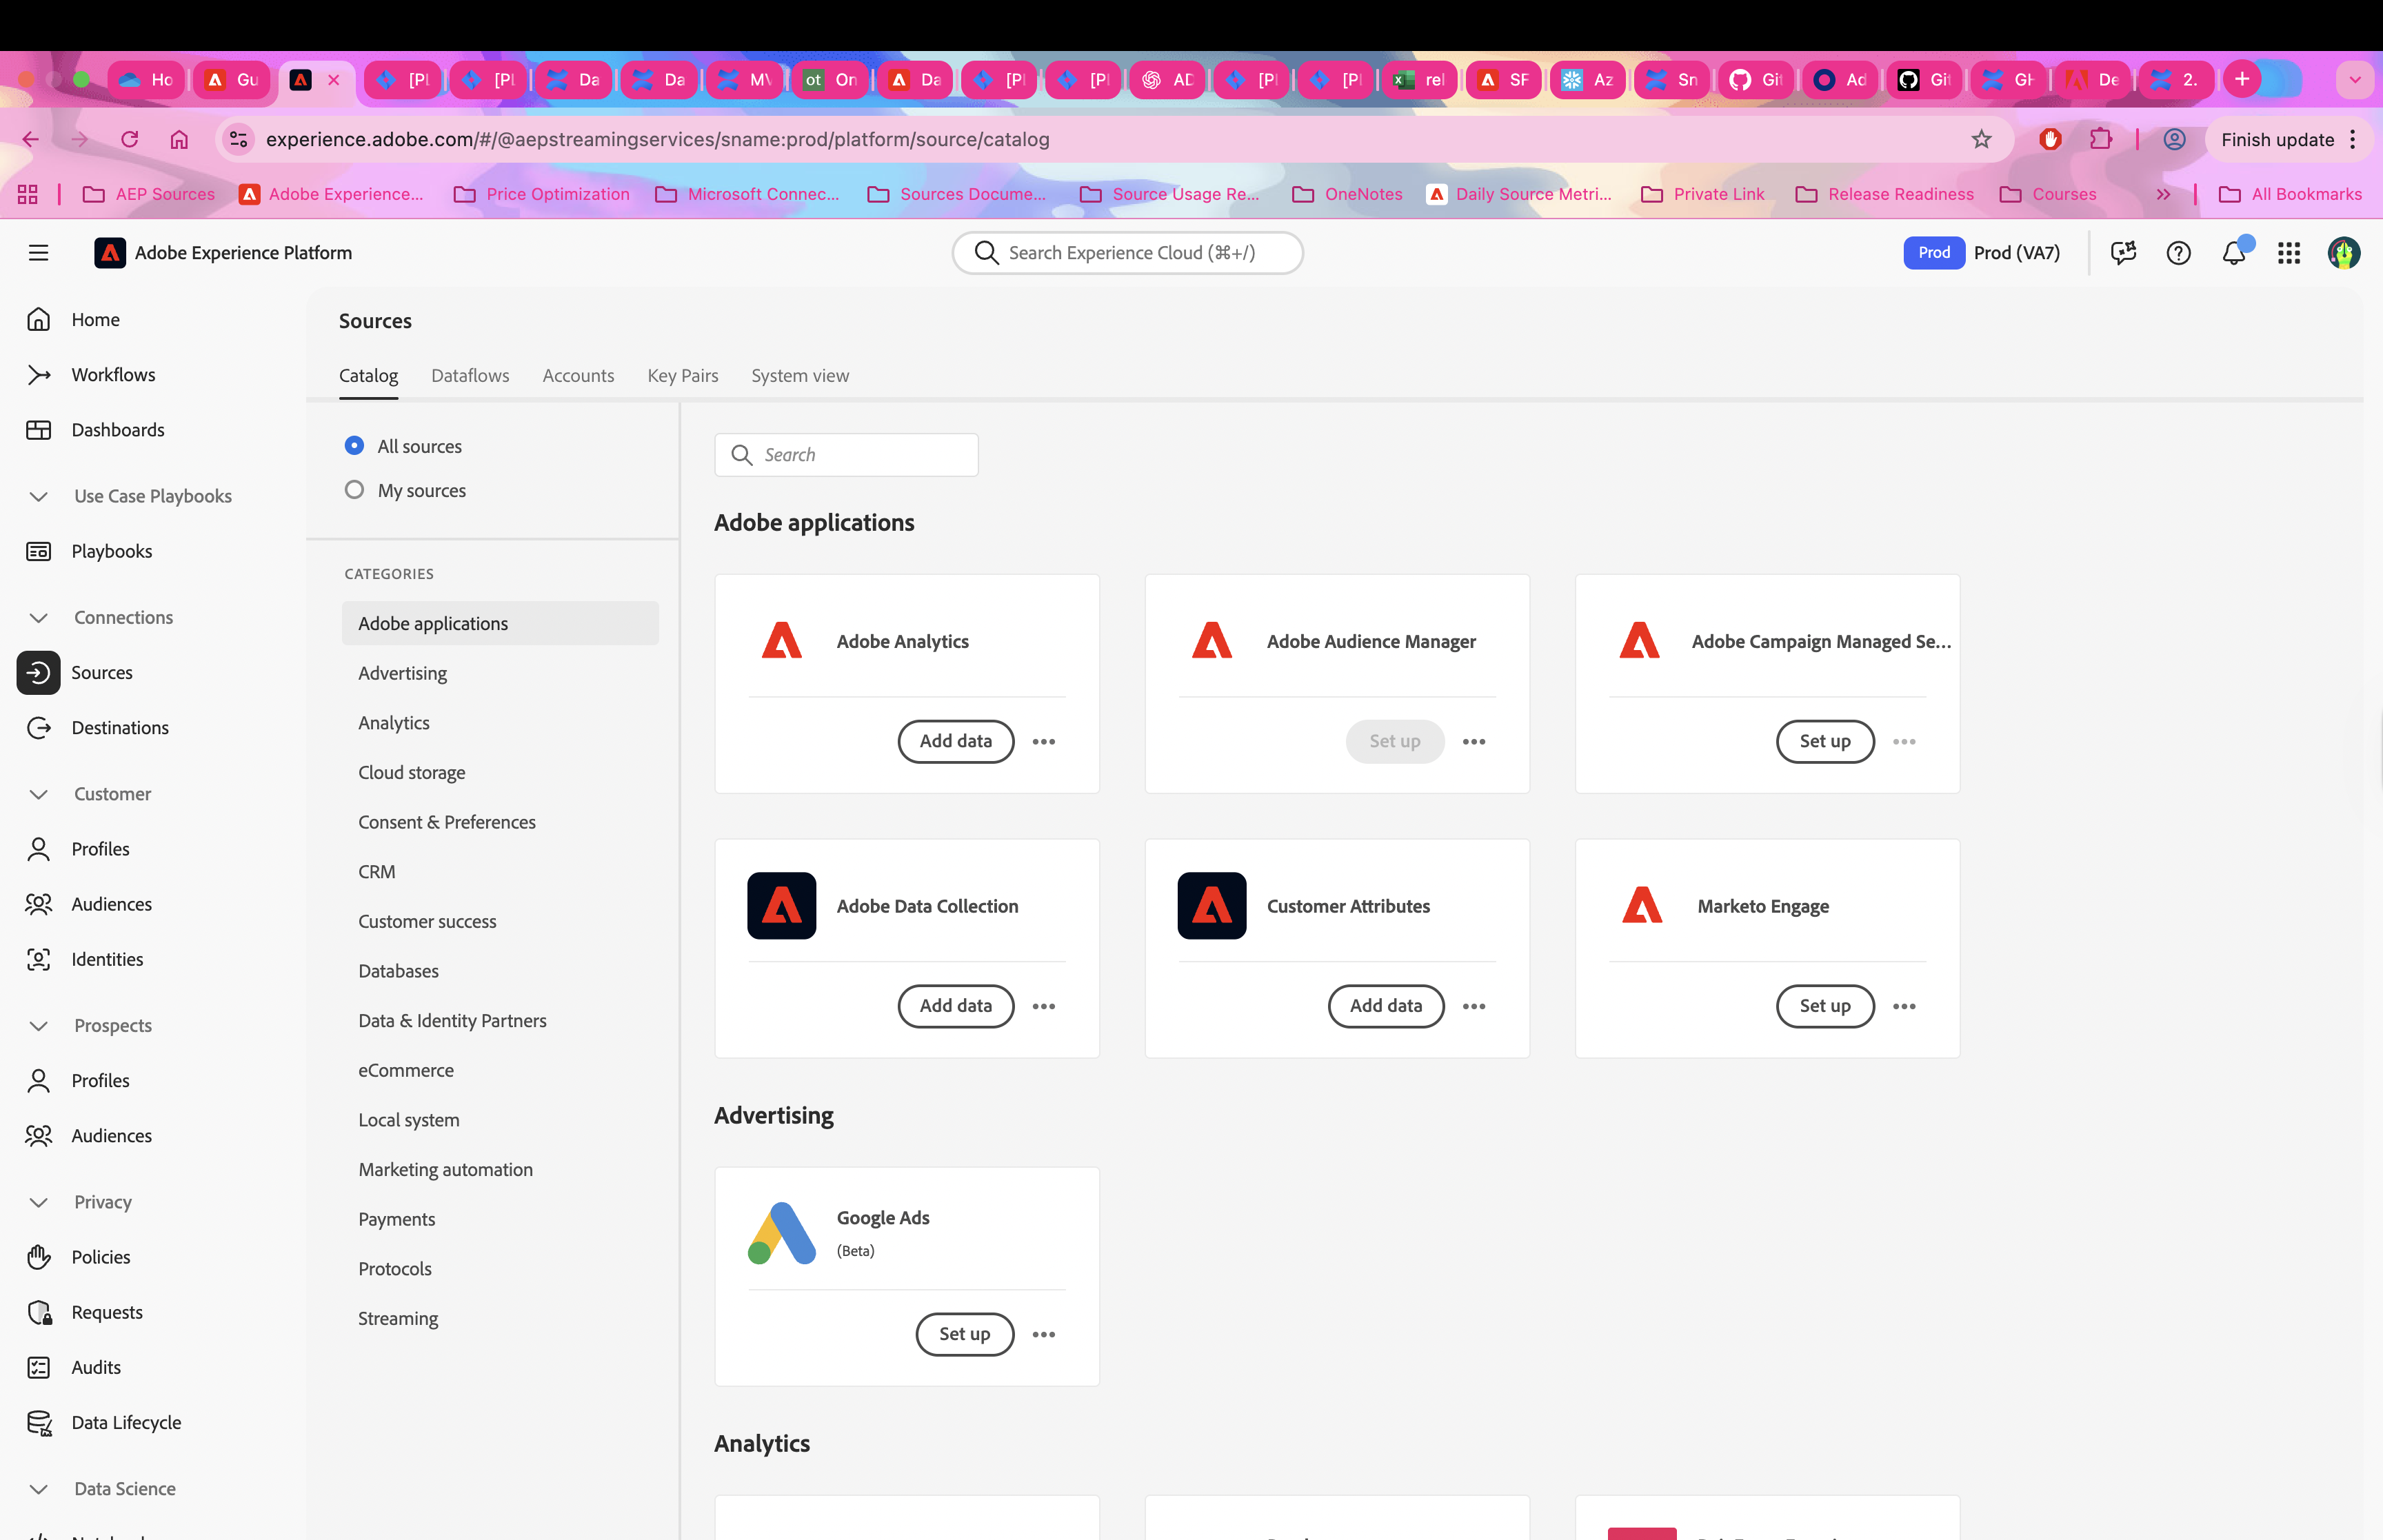 Ho
Gu
[Pl
[Pl
Da
Da
M\
ot On
Da
[Pl
[Pl
AD
[Pl
[Pl
rel
SF
Az
Sn
Git
Ad
Git
GH
De
2.
experience.adobe.com/#/@aepstreamingservices/sname:prod/platform/source/catalog
Finish update
AEP Sources
Adobe Experience...
Price Optimization
Microsoft Connec...
Sources Docume...
Source Usage Re...
OneNotes
Daily Source Metri...
Private Link
Release Readiness
Courses
All Bookmarks
Adobe Experience Platform
Search Experience Cloud (⌘+/)
Prod
Prod (VA7)
Home
Workflows
Dashboards
Use Case Playbooks
Playbooks
Connections
Sources
Destinations
Customer
Profiles
Audiences
Identities
Prospects
Profiles
Audiences
Privacy
Policies
Requests
Audits
Data Lifecycle
Data Science
Sources
Catalog
Dataflows
Accounts
Key Pairs
System view
All sources
My sources
CATEGORIES
Adobe applications
Advertising
Analytics
Cloud storage
Consent & Preferences
CRM
Customer success
Databases
Data & Identity Partners
eCommerce
Local system
Marketing automation
Payments
Protocols
Streaming
Search
Adobe applications
Adobe Analytics
Add data
Adobe Audience Manager
Set up
Adobe Campaign Managed Se...
Set up
Adobe Data Collection
Add data
Customer Attributes
Add data
Marketo Engage
Set up
Advertising
Google Ads
(Beta)
Set up
Analytics